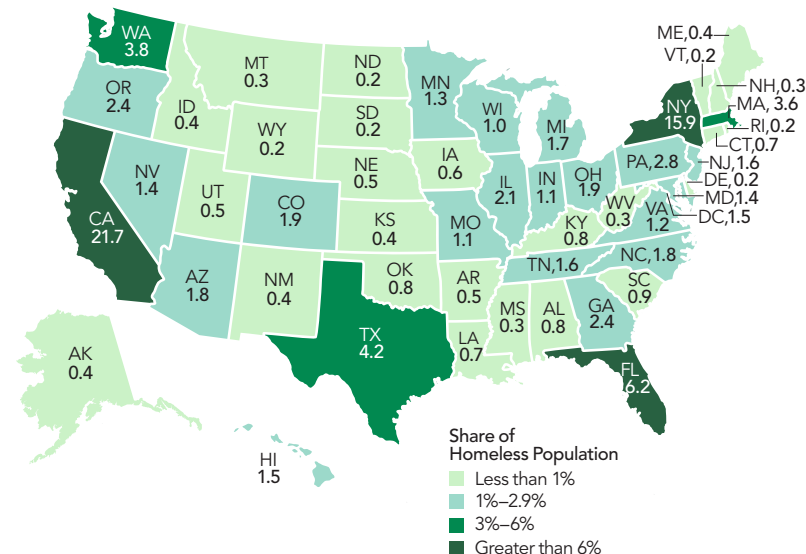 WA
3.8
OR
2.4
CA
21.7
NV
1.4
ID
0.4
MT
0.3
WY
0.2
UT
0.5
AZ
1.8
CO
1.9
NM
0.4
ND
0.2
SD
0.2
NE
0.5
KS
0.4
OK
0.8
TX
4.2
MN
1.3
IA
0.6
MO
1.1
AR
0.5
LA
0.7
WI
1.0
IL
2.1
MI
1.7
IN
1.1
OH
1.9
KY
0.8
TN,1.6
MS
0.3
AL
0.8
GA
2.4
FL
6.2
SC
0.9
NC,1.8
VA
1.2
WV
0.3
PA,2.8
NY
15.9
ME,0.4
VT,0.2
NH,0.3
MA, 3.6
RI,0.2
CT,0.7
NJ,1.6
DE,0.2
MD,1.4
DC,1.5
AK
0.4
HI
1.5
Share of
Homeless Population
Less than 1%
1%–2.9%
3%–6%
Greater than 6%